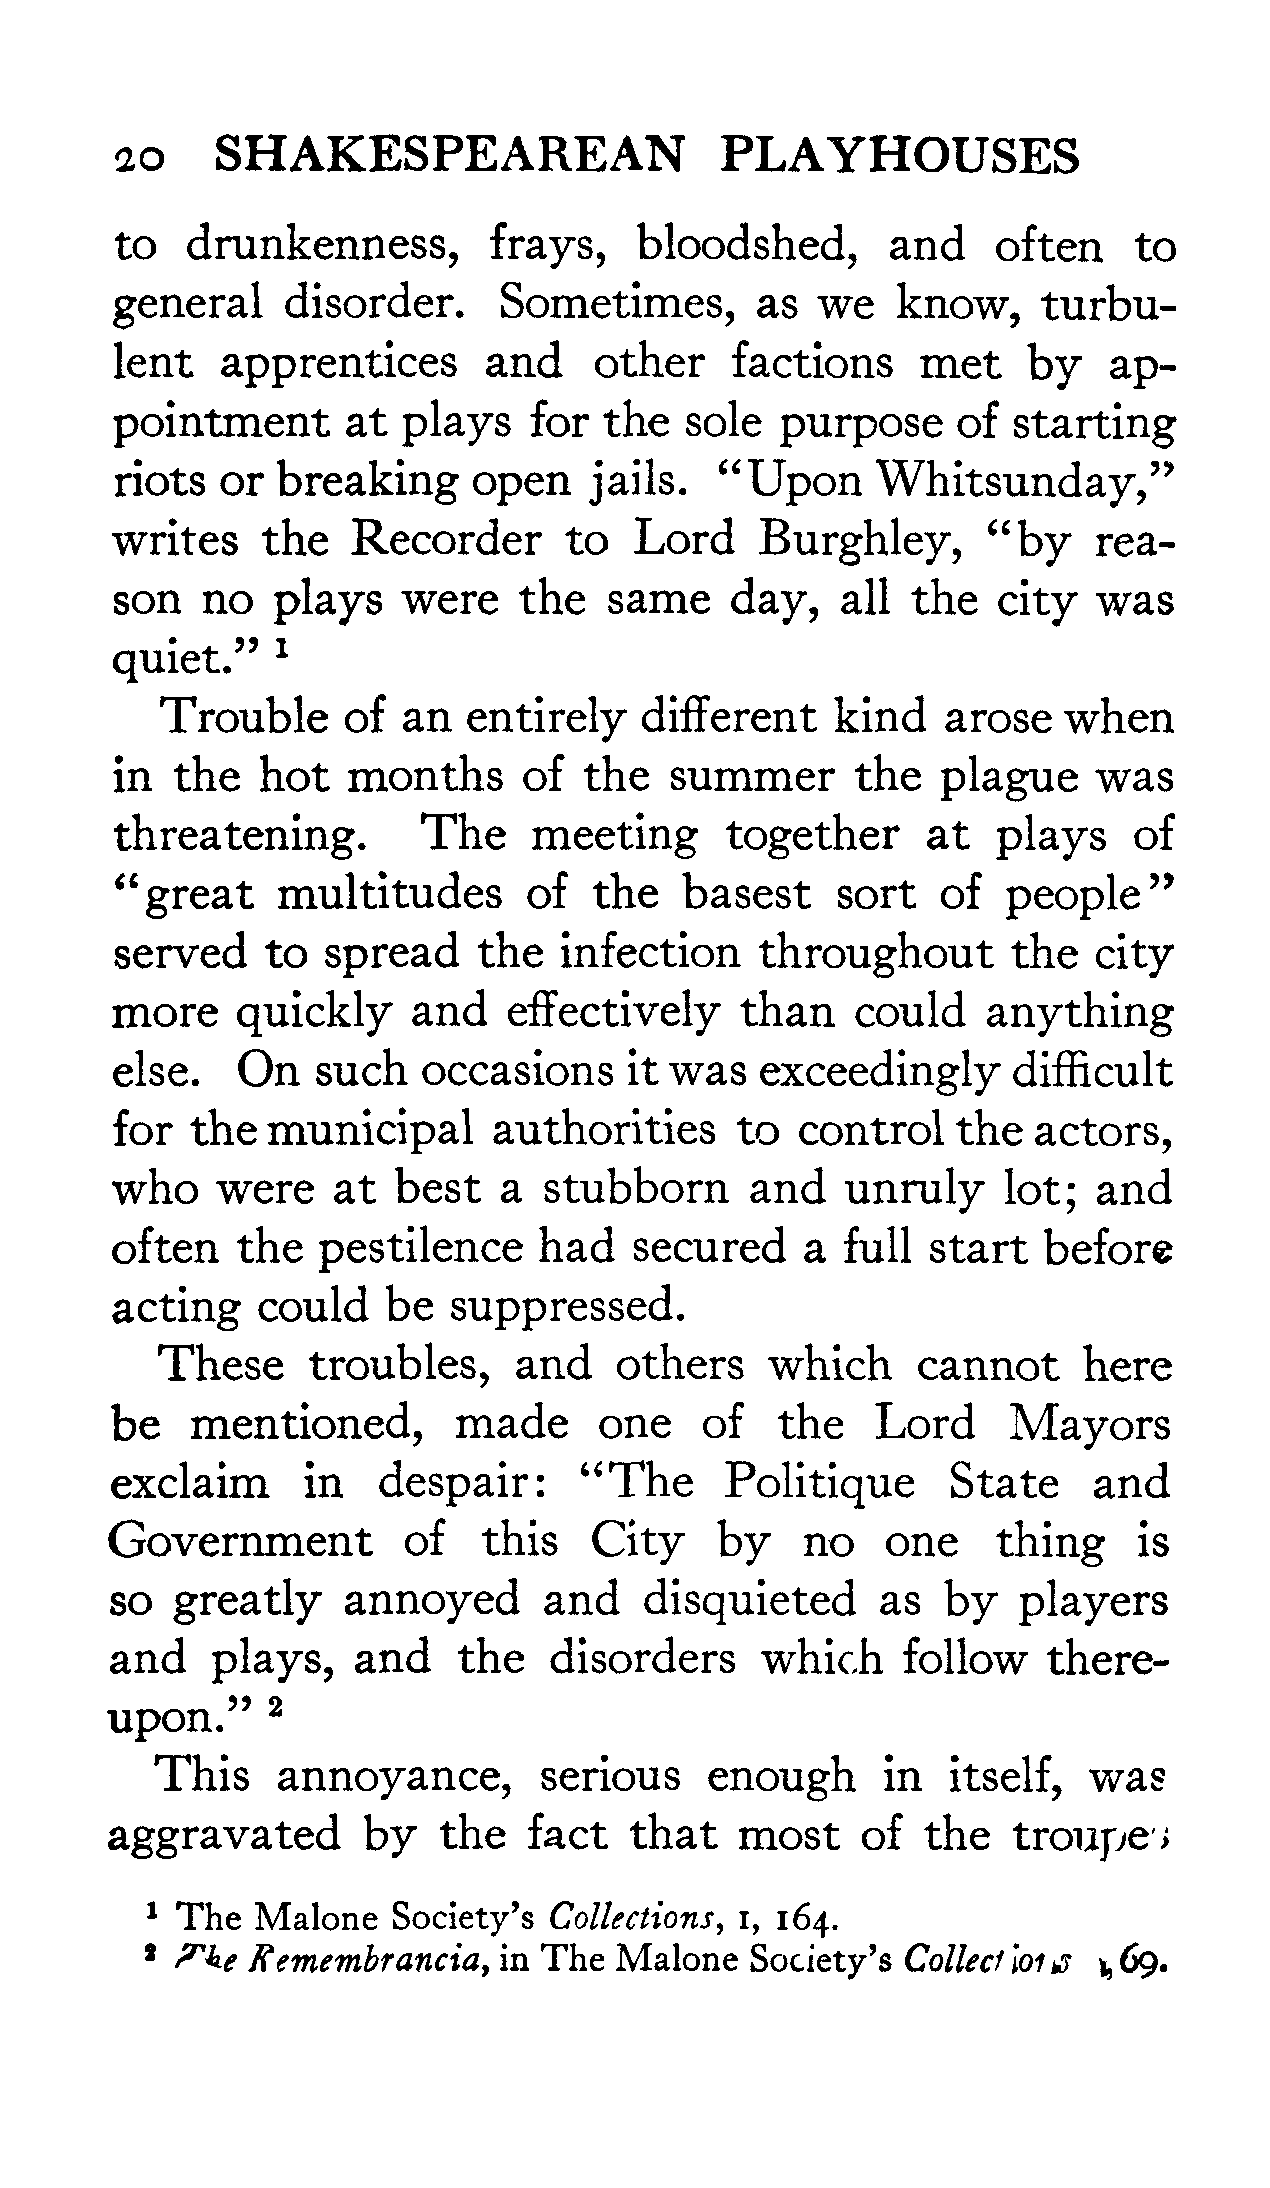 20 SHAKESPEAREAN PLAYHOUSES
to drunkenness, frays, bloodshed, and often to
general disorder. Sometimes, as we know, turbu-
lent apprentices and other factions met by ap-
pointment at plays for the sole purpose of starting
riots or breaking open jails. “Upon Whitsunday,”
writes the Recorder to Lord Burghley, “by rea-
son no plays were the same day, all the city was
quiet.” ¹
Trouble of an entirely different kind arose when
in the hot months of the summer the plague was
threatening. The meeting together at plays of
“great multitudes of the basest sort of people”
served to spread the infection throughout the city
more quickly and effectively than could anything
else. On such occasions it was exceedingly difficult
for the municipal authorities to control the actors,
who were at best a stubborn and unruly lot; and
often the pestilence had secured a full start before
acting could be suppressed.
These troubles, and others which cannot here
be mentioned, made one of the Lord Mayors
exclaim in despair: “The Politique State and
Government of this City by no one thing is
so greatly annoyed and disquieted as by players
and plays, and the disorders which follow there-
upon.” ²
This annoyance, serious enough in itself, was
aggravated by the fact that most of the troupes
¹ The Malone Society’s Collections, I, 164.
² The Remembrancia, in The Malone Society’s Collections 69.